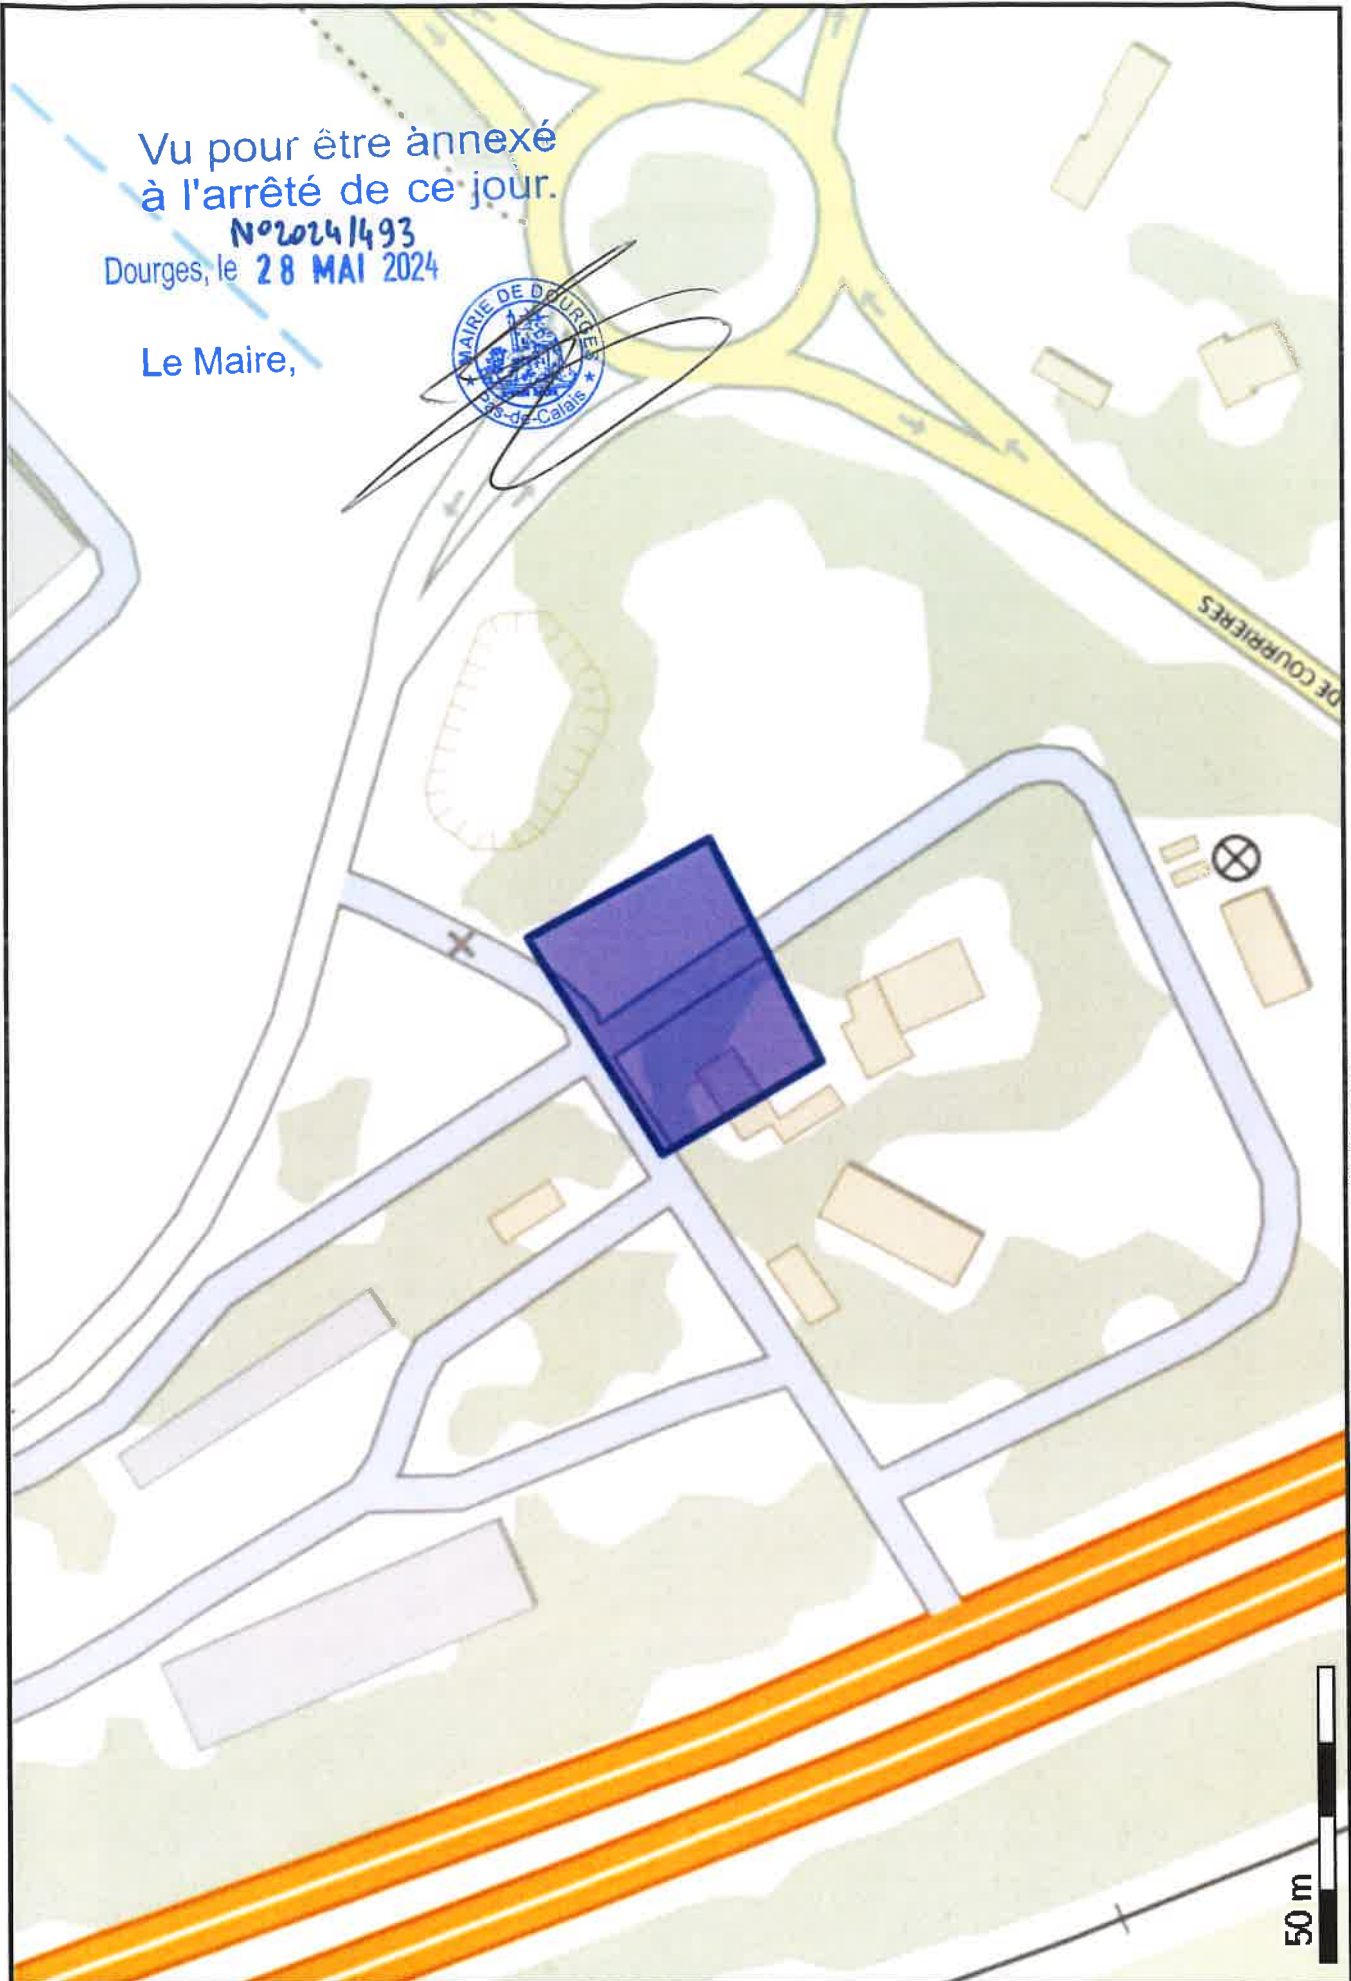 Vu pour être annexé
à l'arrêté de ce jour.
N°2024/493
Dourges, le 28 MAI 2024
Le Maire,
MAIRIE DE DOURGES
Pas-de-Calais
DE COURRIERES
50 m